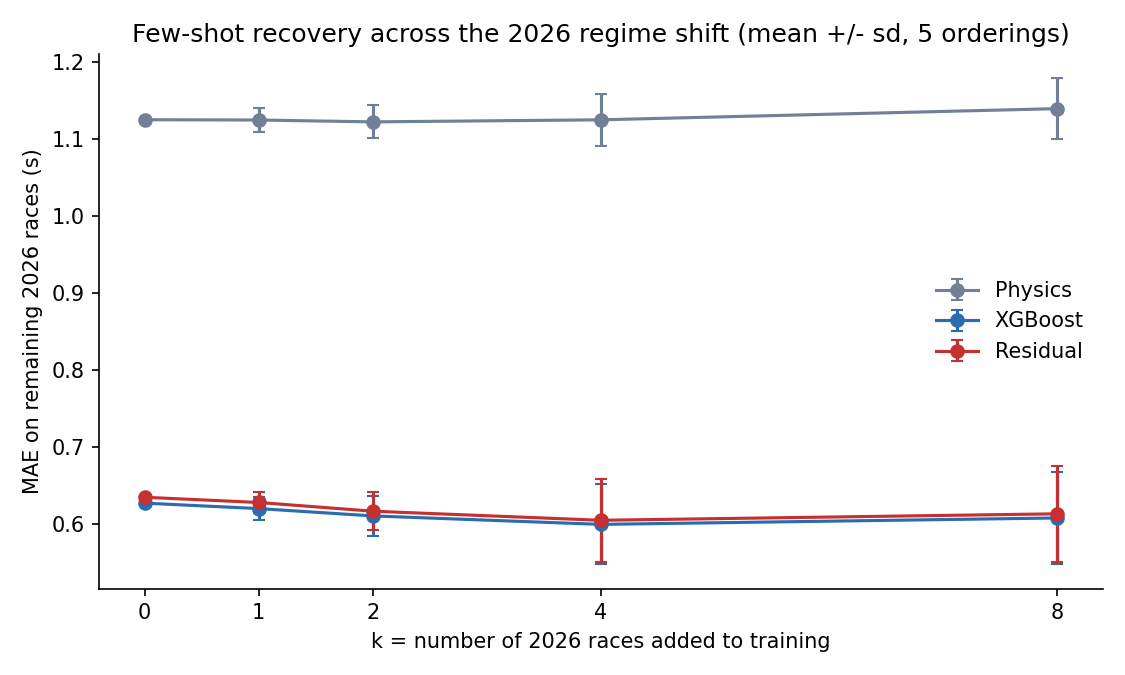 Few-shot recovery across the 2026 regime shift (mean +/- sd, 5 orderings)
MAE on remaining 2026 races (s)
1.2
1.1
1.0
0.9
0.8
0.7
0.6
Physics
XGBoost
Residual
0 1 2 4 8
k = number of 2026 races added to training